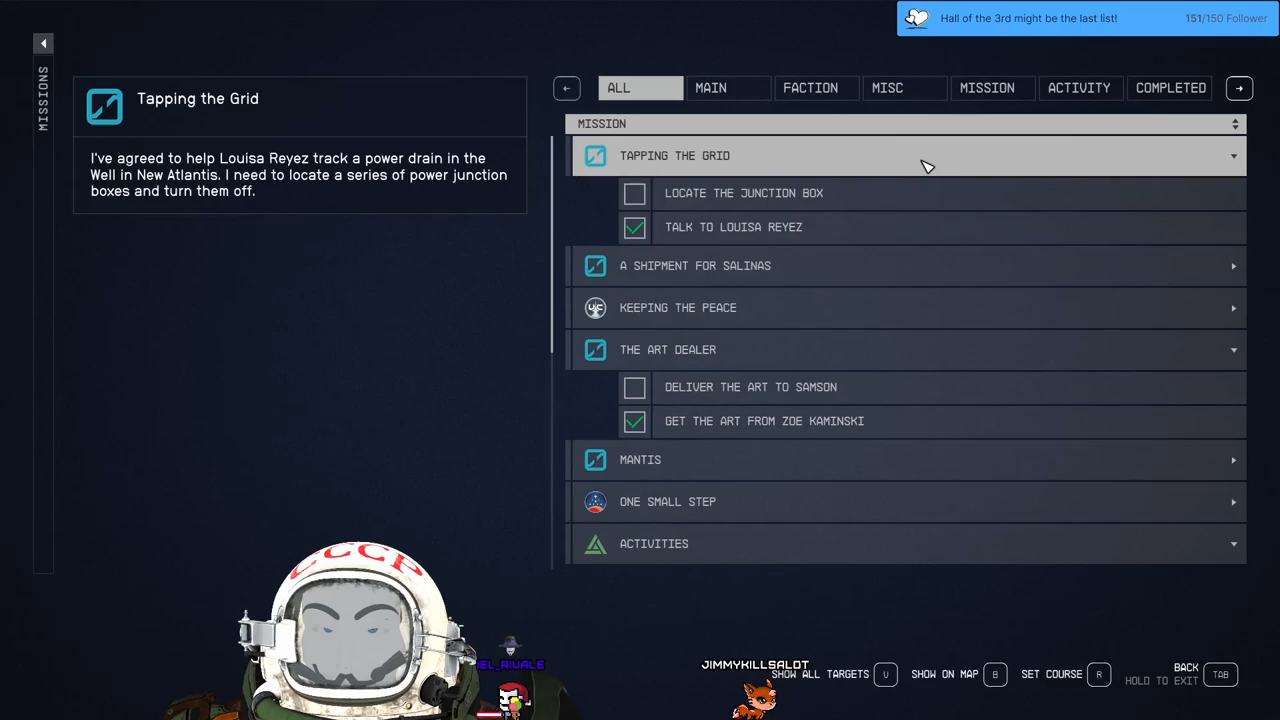 Hall of the 3rd might be the last list!
151/150 Follower
MISSIONS
Tapping the Grid
I've agreed to help Louisa Reyez track a power drain in the
Well in New Atlantis. I need to locate a series of power junction
boxes and turn them off.
ALL
MAIN
FACTION
MISC
MISSION
ACTIVITY
COMPLETED
MISSION
TAPPING THE GRID
LOCATE THE JUNCTION BOX
TALK TO LOUISA REYEZ
A SHIPMENT FOR SALINAS
KEEPING THE PEACE
THE ART DEALER
DELIVER THE ART TO SAMSON
GET THE ART FROM ZOE KAMINSKI
MANTIS
ONE SMALL STEP
ACTIVITIES
CCCP
IEL_RIVALE
JIMMYKILLSALOT
SHOW ALL TARGETS
SHOW ON MAP B
SET COURSE R
BACK
HOLD TO EXIT TAB